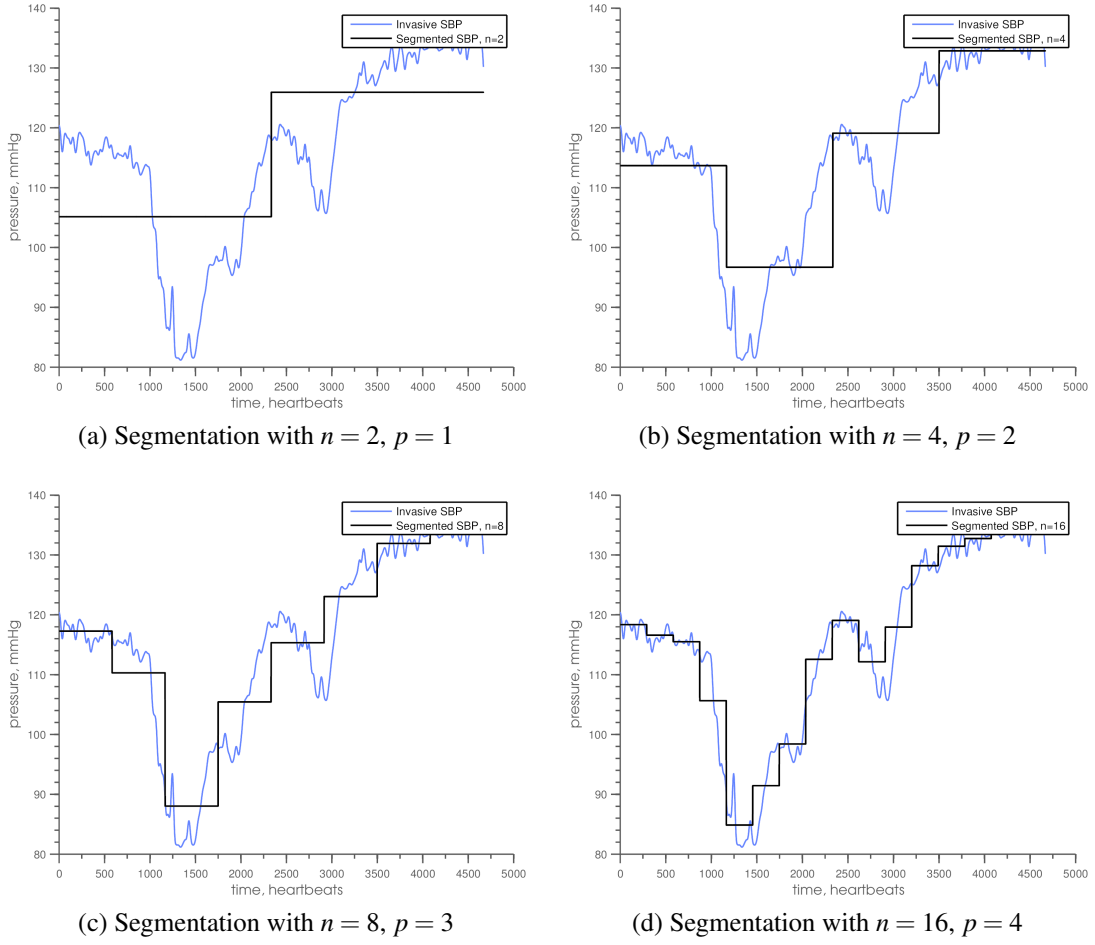 140
130
120
110
100
90
80
pressure, mmHg
Invasive SBP
Segmented SBP, n=2
0 500 1000 1500 2000 2500 3000 3500 4000 4500 5000
time, heartbeats
(a) Segmentation with n = 2, p = 1
140
130
120
110
100
90
80
pressure, mmHg
Invasive SBP
Segmented SBP, n=4
0 500 1000 1500 2000 2500 3000 3500 4000 4500 5000
time, heartbeats
(b) Segmentation with n = 4, p = 2
140
130
120
110
100
90
80
pressure, mmHg
Invasive SBP
Segmented SBP, n=8
0 500 1000 1500 2000 2500 3000 3500 4000 4500 5000
time, heartbeats
(c) Segmentation with n = 8, p = 3
140
130
120
110
100
90
80
pressure, mmHg
Invasive SBP
Segmented SBP, n=16
0 500 1000 1500 2000 2500 3000 3500 4000 4500 5000
time, heartbeats
(d) Segmentation with n = 16, p = 4